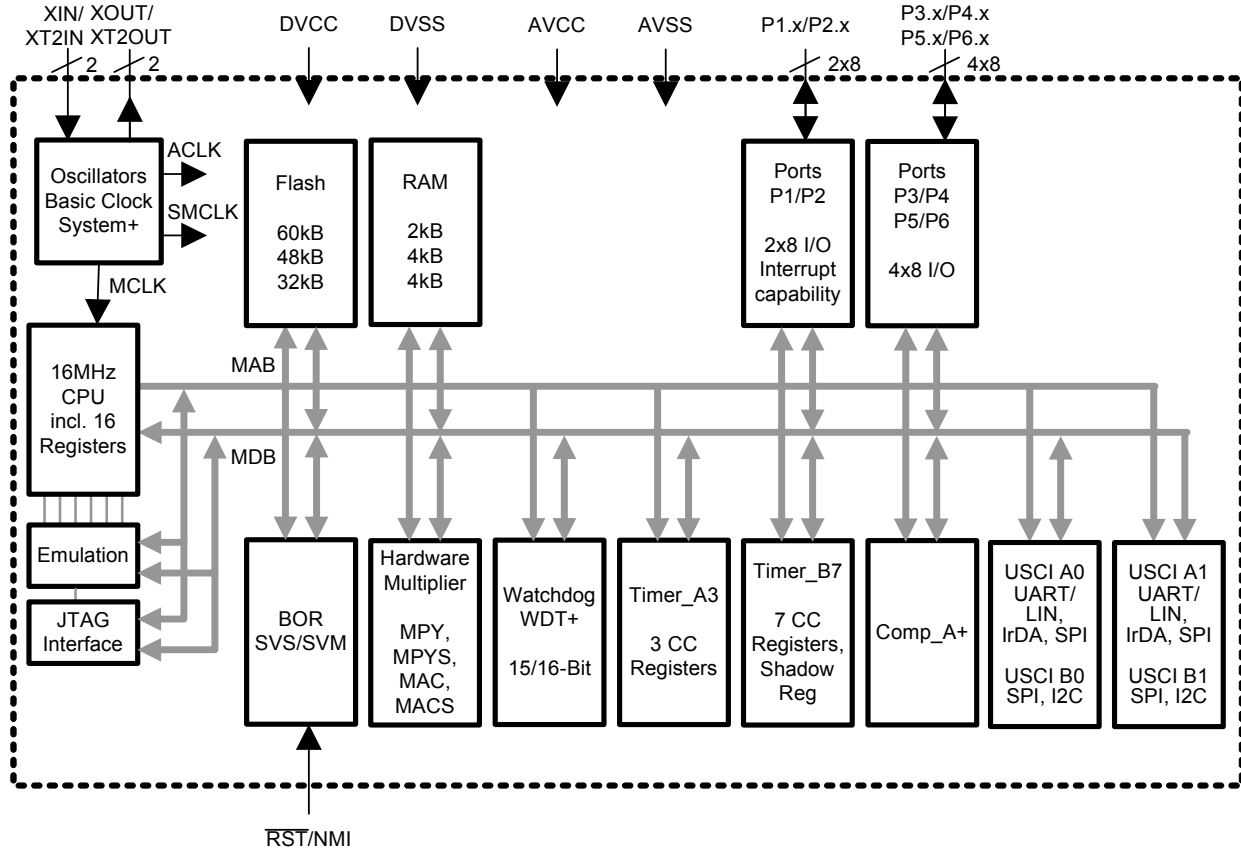 XIN/
XT2IN
XOUT/
XT2OUT
DVCC
DVSS
AVCC
AVSS
P1.x/P2.x
P3.x/P4.x
P5.x/P6.x
2
2
2x8
4x8
Oscillators
Basic Clock
System+
ACLK
SMCLK
MCLK
Flash
60kB
48kB
32kB
RAM
2kB
4kB
4kB
Ports
P1/P2
2x8 I/O
Interrupt
capability
Ports
P3/P4
P5/P6
4x8 I/O
16MHz
CPU
incl. 16
Registers
MAB
MDB
Emulation
JTAG
Interface
BOR
SVS/SVM
Hardware
Multiplier
MPY,
MPYS,
MAC,
MACS
Watchdog
WDT+
15/16-Bit
Timer_A3
3 CC
Registers
Timer_B7
7 CC
Registers,
Shadow
Reg
Comp_A+
USCI A0
UART/
LIN,
IrDA, SPI
USCI B0
SPI, I2C
USCI A1
UART/
LIN,
IrDA, SPI
USCI B1
SPI, I2C
RST/NMI